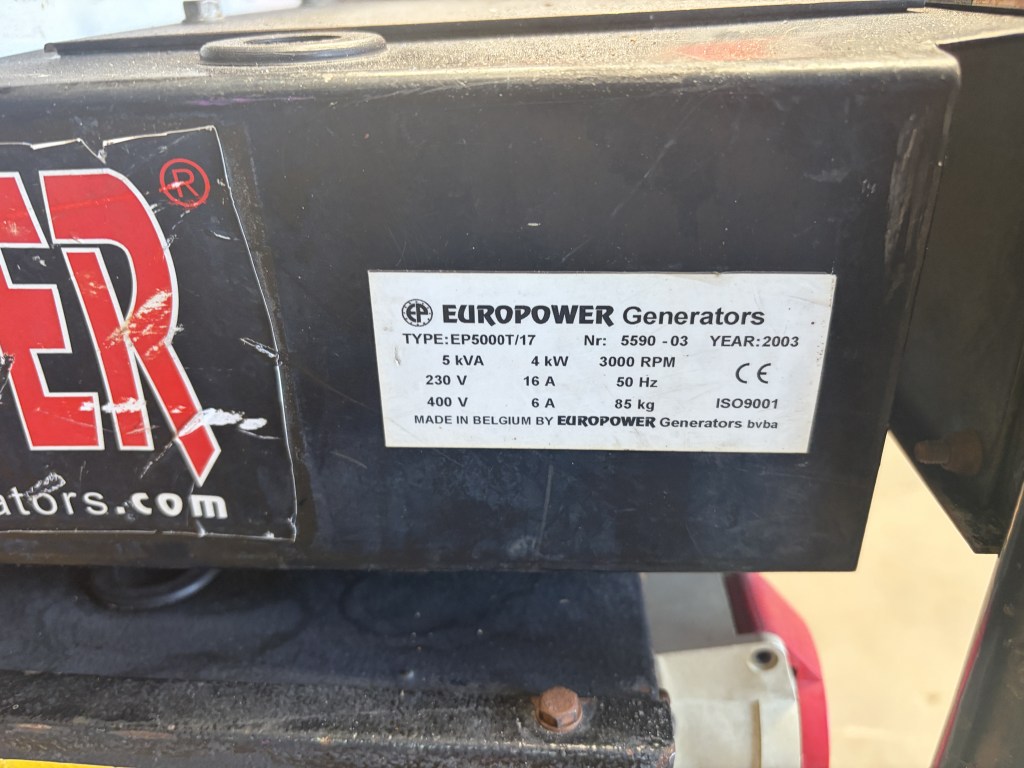 ER ®
ators.com
EP EUROPOWER Generators
TYPE:EP5000T/17 Nr: 5590 - 03 YEAR:2003
5 kVA 4 kW 3000 RPM
230 V 16 A 50 Hz CE
400 V 6 A 85 kg ISO9001
MADE IN BELGIUM BY EUROPOWER Generators bvba